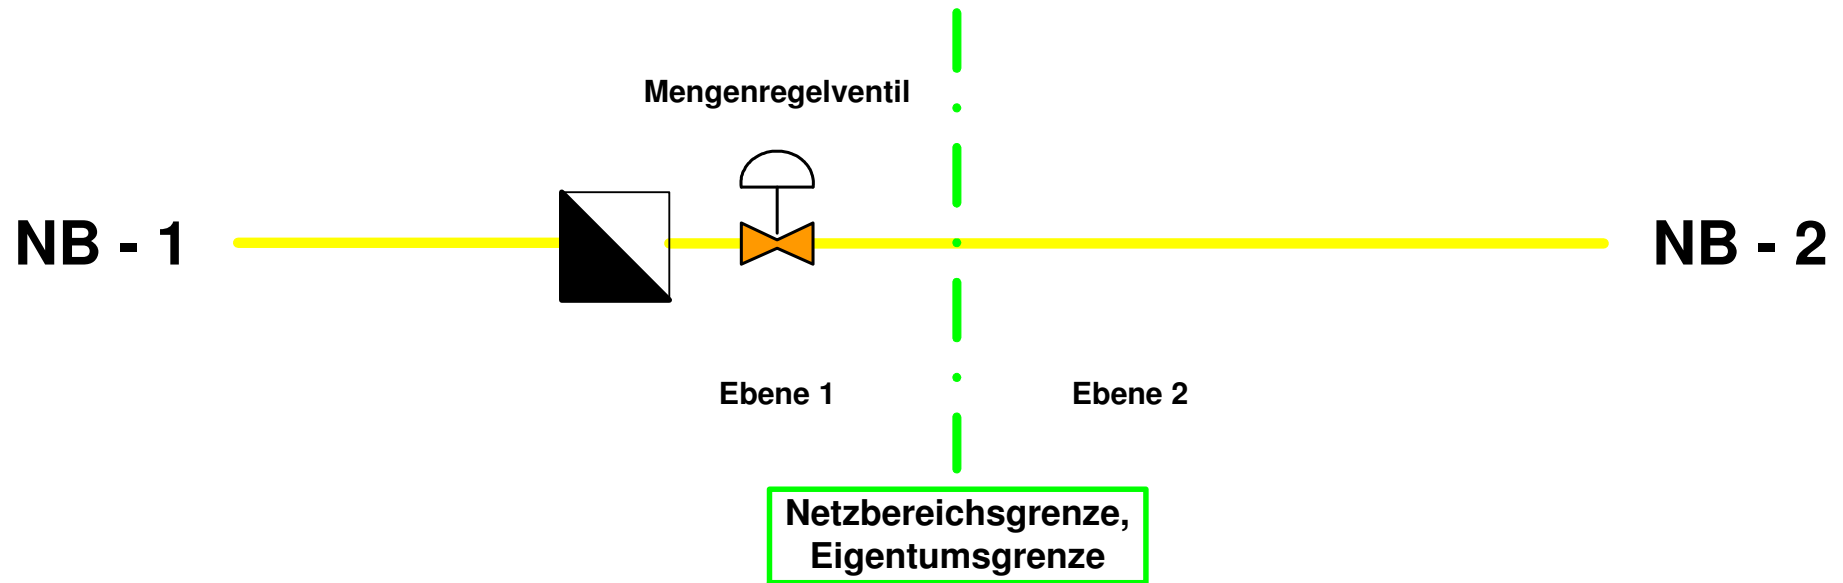 Mengenregelventil
NB - 1
NB - 2
Ebene 1
Ebene 2
Netzbereichsgrenze,
Eigentumsgrenze